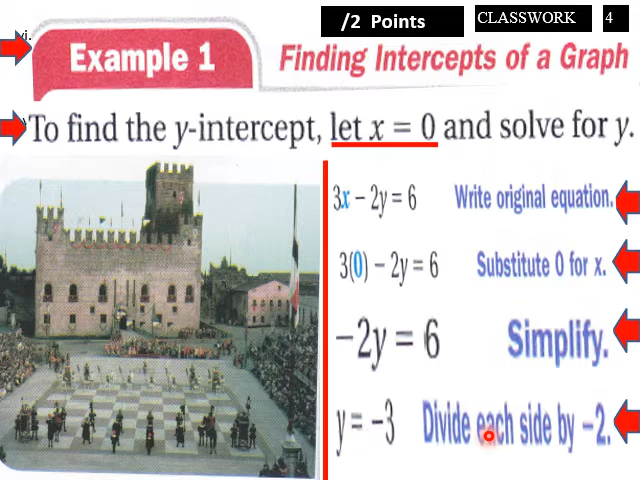 /2 Points
CLASSWORK
4
vi.
Example 1
Finding Intercepts of a Graph
To find the y-intercept, let x = 0 and solve for y.
3x − 2y = 6 Write original equation.
3(0) − 2y = 6 Substitute 0 for x.
−2y = 6 Simplify.
y = −3 Divide each side by −2.